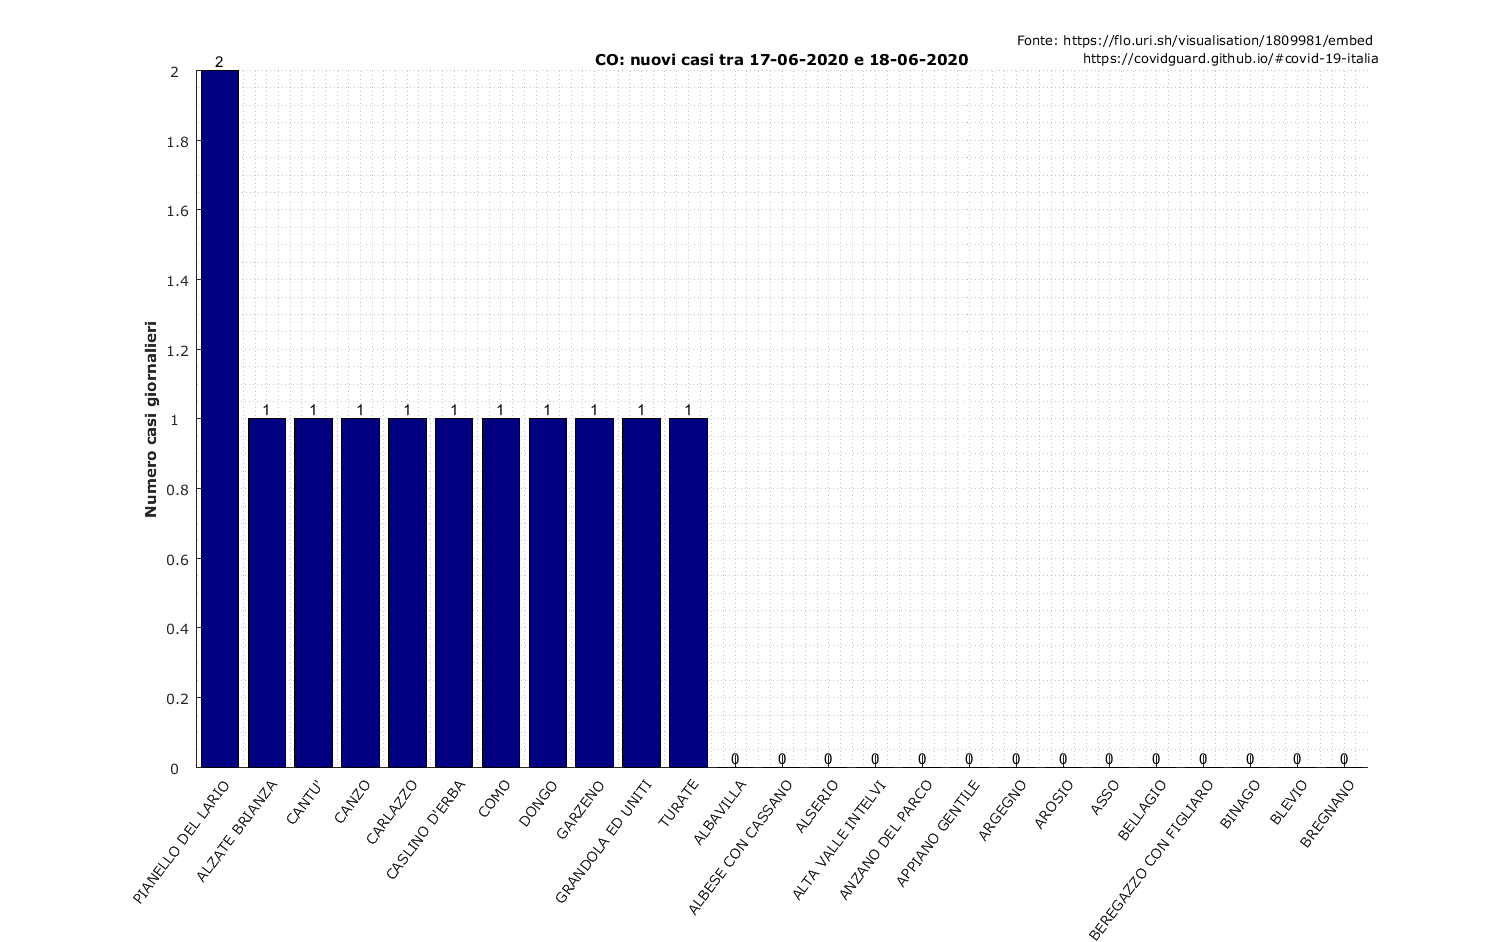 Fonte: https://flo.uri.sh/visualisation/1809981/embed
https://covidguard.github.io/#covid-19-italia
CO: nuovi casi tra 17-06-2020 e 18-06-2020
Numero casi giornalieri
2
1.8
1.6
1.4
1.2
1
0.8
0.6
0.4
0.2
0
2
1
1
1
1
1
1
1
1
1
1
0
0
0
0
0
0
0
0
0
0
0
0
0
0
PIANELLO DEL LARIO
ALZATE BRIANZA
CANTU'
CANZO
CARLAZZO
CASLINO D'ERBA
COMO
DONGO
GARZENO
GRANDOLA ED UNITI
TURATE
ALBAVILLA
ALBESE CON CASSANO
ALSERIO
ALTA VALLE INTELVI
ANZANO DEL PARCO
APPIANO GENTILE
ARGEGNO
AROSIO
ASSO
BELLAGIO
BEREGAZZO CON FIGLIARO
BINAGO
BLEVIO
BREGNANO